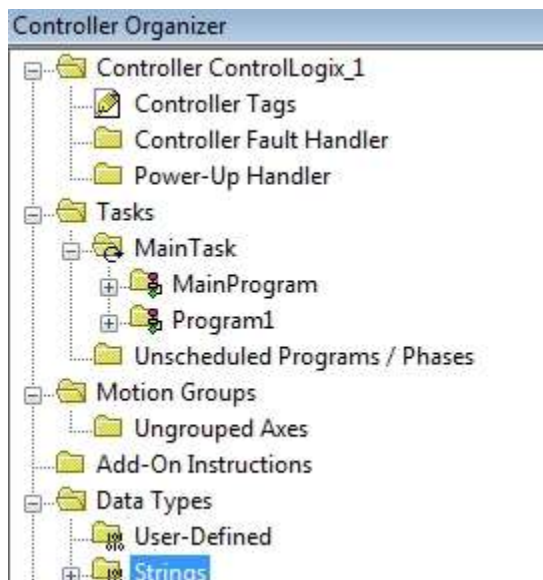 Controller Organizer
Controller ControlLogix_1
Controller Tags
Controller Fault Handler
Power-Up Handler
Tasks
MainTask
MainProgram
Program1
Unscheduled Programs / Phases
Motion Groups
Ungrouped Axes
Add-On Instructions
Data Types
User-Defined
Strings